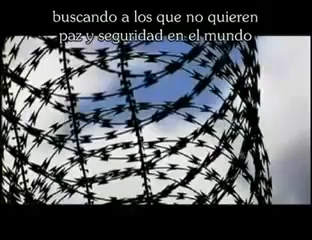 buscando a los que no quieren
paz y seguridad en el mundo